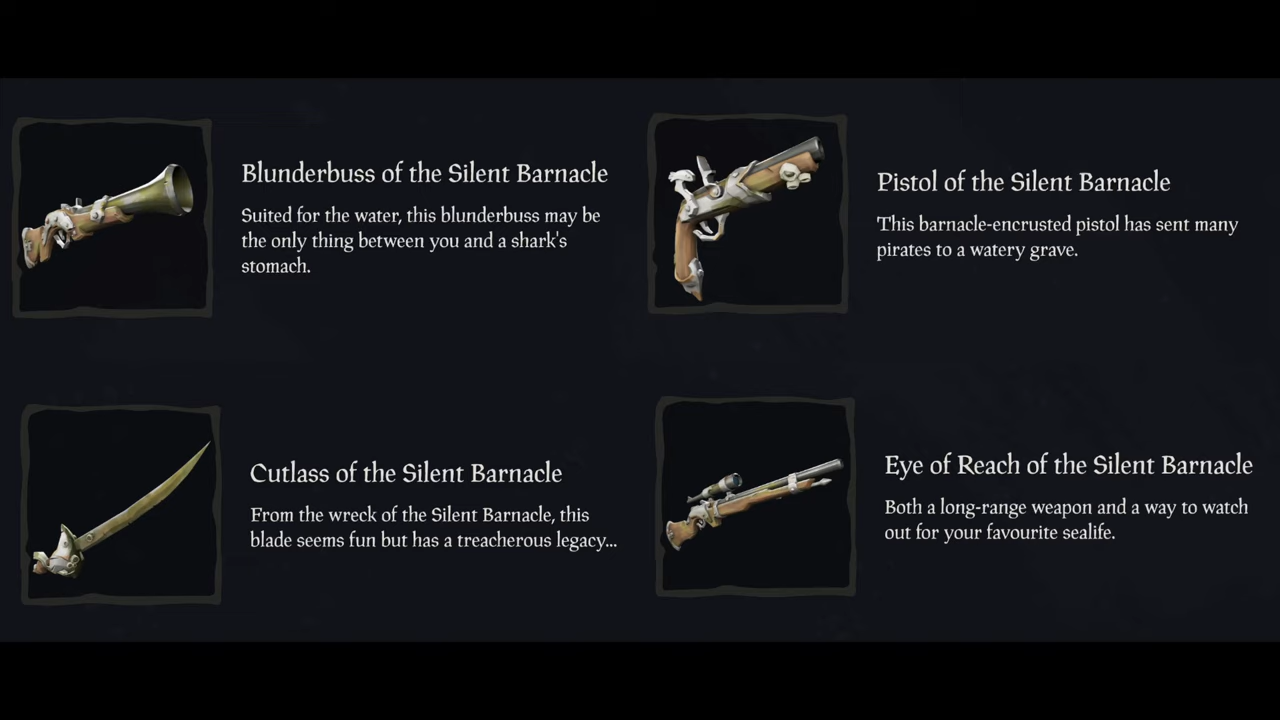 Blunderbuss of the Silent Barnacle
Suited for the water, this blunderbuss may be
the only thing between you and a shark's
stomach.
Pistol of the Silent Barnacle
This barnacle-encrusted pistol has sent many
pirates to a watery grave.
Cutlass of the Silent Barnacle
From the wreck of the Silent Barnacle, this
blade seems fun but has a treacherous legacy...
Eye of Reach of the Silent Barnacle
Both a long-range weapon and a way to watch
out for your favourite sealife.